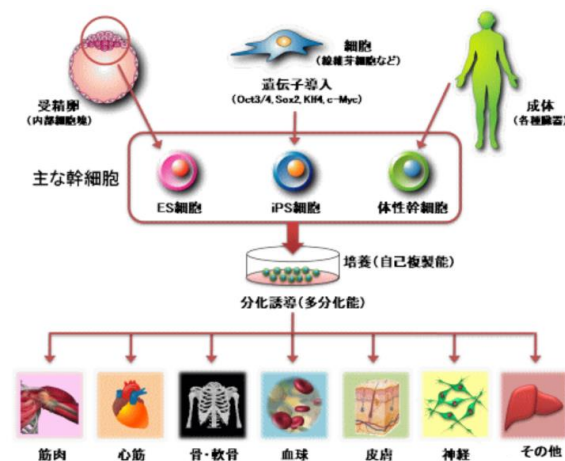 細胞
(線維芽細胞など)
遺伝子導入
(Oct3/4, Sox2, Klf4, c-Myc)
受精卵
(内部細胞塊)
成体
(各種臓器)
主な幹細胞
ES細胞
iPS細胞
体性幹細胞
培養(自己複製能)
分化誘導(多分化能)
筋肉
心筋
骨・軟骨
血球
皮膚
神経
その他